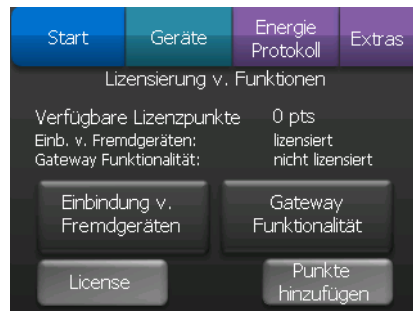 Start
Geräte
Energie
Protokoll
Extras
Lizensierung v. Funktionen
Verfügbare Lizenzpunkte 0 pts
Einb. v. Fremdgeräten: lizensiert
Gateway Funktionalität: nicht lizensiert
Einbindung v.
Fremdgeräten
Gateway
Funktionalität
License
Punkte
hinzufügen